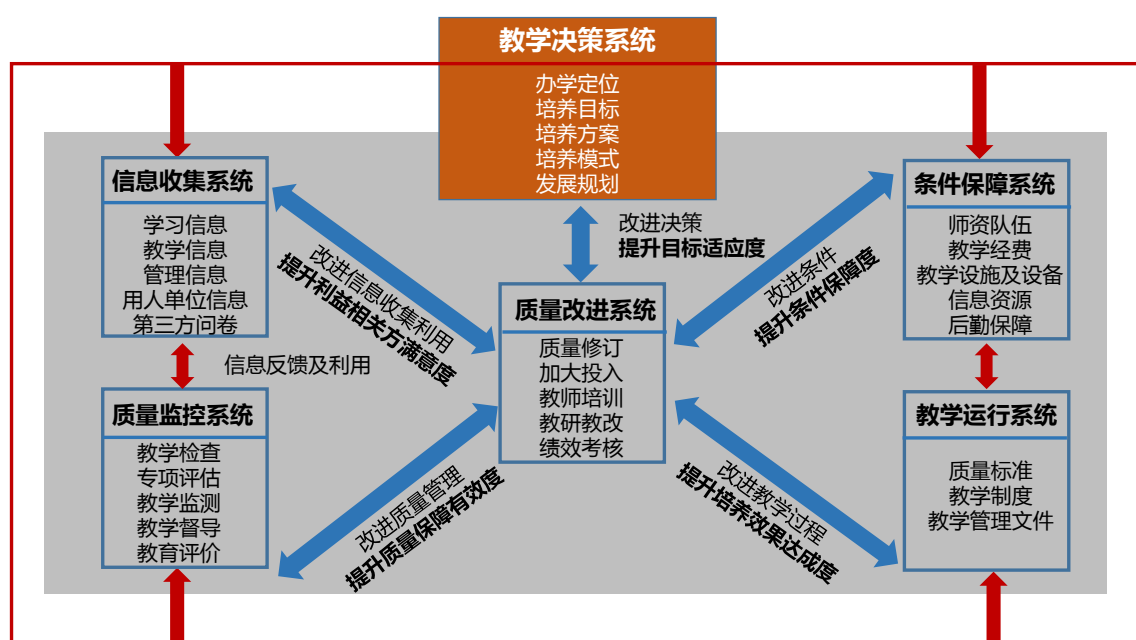 教学决策系统
办学定位
培养目标
培养方案
培养模式
发展规划
信息收集系统
学习信息
教学信息
管理信息
用人单位信息
第三方问卷
改进信息收集利用
提升利益相关方满意度
改进决策
提升目标适应度
改进条件
提升条件保障度
条件保障系统
师资队伍
教学经费
教学设施及设备
信息资源
后勤保障
质量改进系统
质量修订
加大投入
教师培训
教研教改
绩效考核
信息反馈及利用
质量监控系统
教学检查
专项评估
教学监测
教学督导
教育评价
改进质量管理
提升质量保障有效度
改进教学过程
提升培养效果达成度
教学运行系统
质量标准
教学制度
教学管理文件